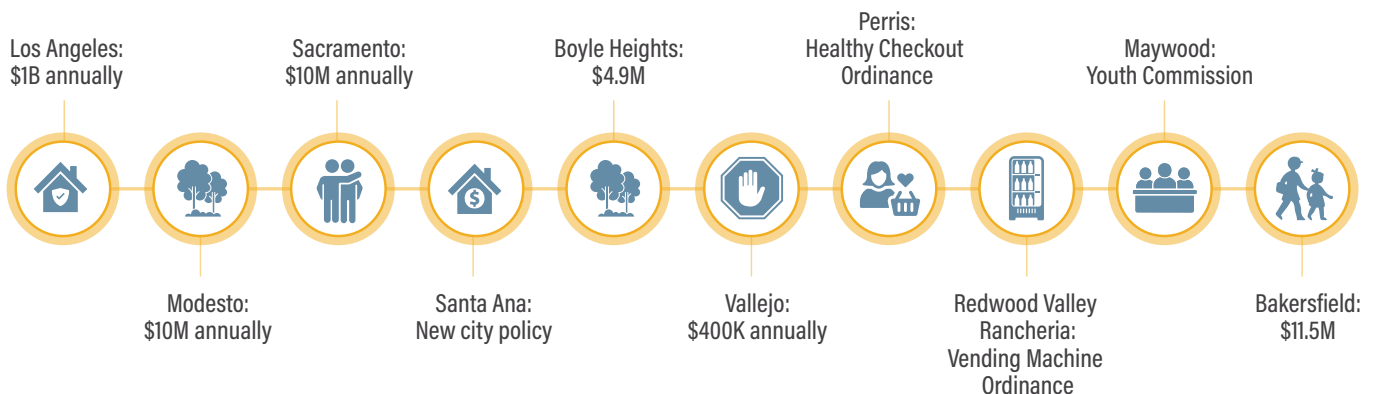 Los Angeles:
$1B annually
Modesto:
$10M annually
Sacramento:
$10M annually
Santa Ana:
New city policy
Boyle Heights:
$4.9M
Vallejo:
$400K annually
Perris:
Healthy Checkout
Ordinance
Redwood Valley
Rancheria:
Vending Machine
Ordinance
Maywood:
Youth Commission
Bakersfield:
$11.5M